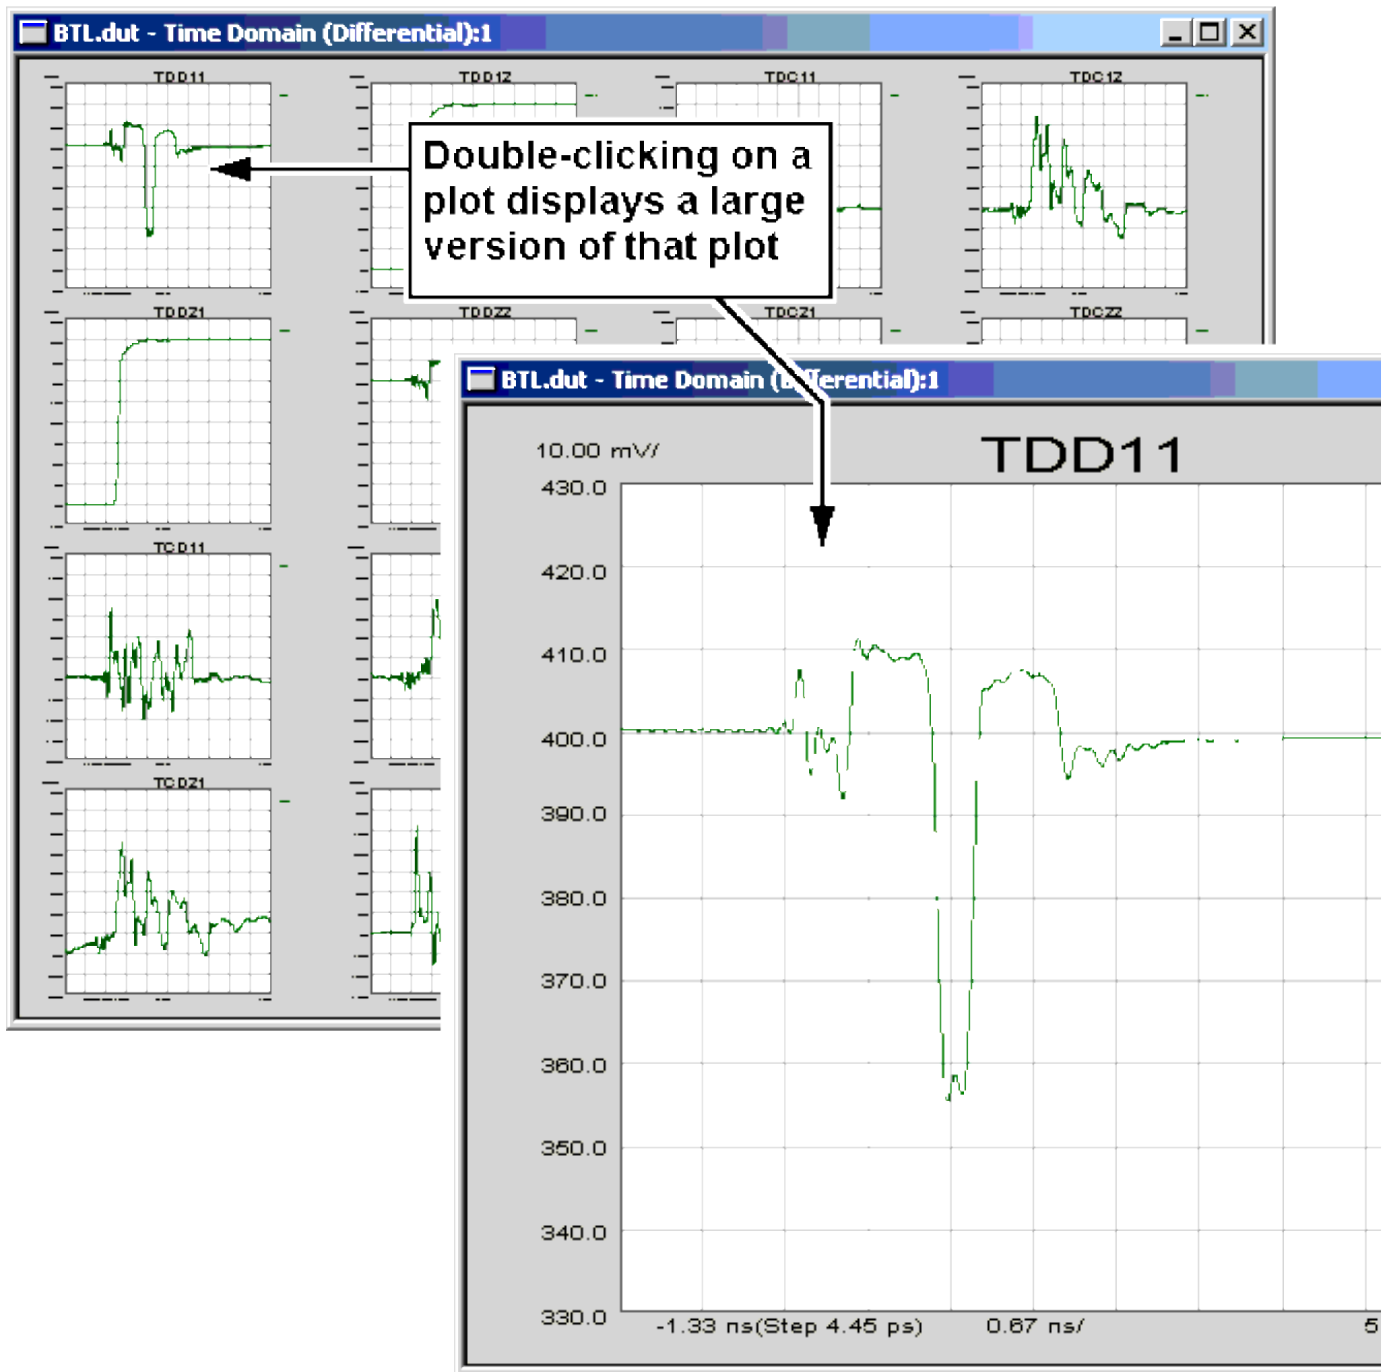 BTL.dut - Time Domain (Differential):1
TDD11
TDD12
TDC11
TDC12
Double-clicking on a
plot displays a large
version of that plot
TDD21
TDD22
TDC21
TDC22
BTL.dut - Time Domain (Differential):1
TCD11
TCD21
10.00 mV/
TDD11
430.0
420.0
410.0
400.0
390.0
380.0
370.0
360.0
350.0
340.0
330.0
-1.33 ns(Step 4.45 ps) 0.67 ns/ 5